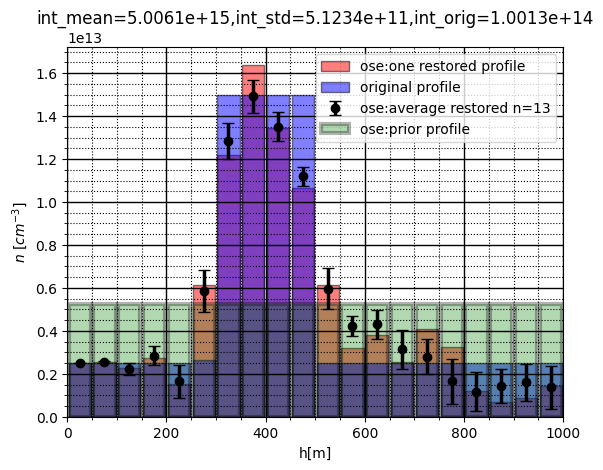 int_mean=5.0061e+15,int_std=5.1234e+11,int_orig=1.0013e+14
1e13
ose:one restored profile
original profile
ose:average restored n=13
ose:prior profile
1.6
1.4
1.2
1.0
0.8
0.6
0.4
0.2
0.0
n [cm⁻³]
0 200 400 600 800 1000
h[m]